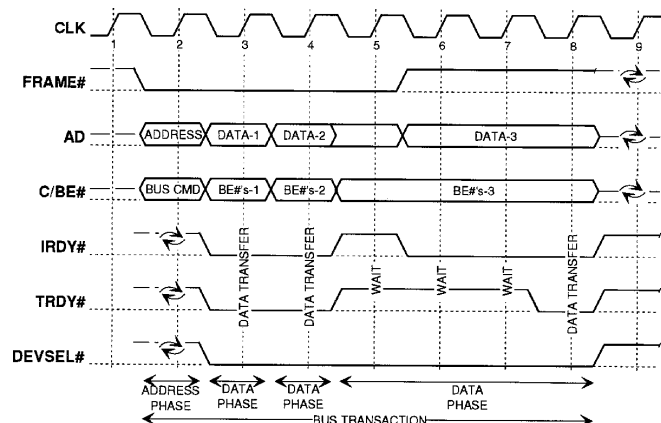 CLK
1 2 3 4 5 6 7 8 9
FRAME#
AD
ADDRESS DATA-1 DATA-2 DATA-3
C/BE#
BUS CMD BE#'s-1 BE#'s-2 BE#'s-3
IRDY#
DATA TRANSFER
DATA TRANSFER
WAIT
WAIT
WAIT
DATA TRANSFER
TRDY#
DEVSEL#
ADDRESS
PHASE
DATA
PHASE
DATA
PHASE
DATA
PHASE
BUS TRANSACTION